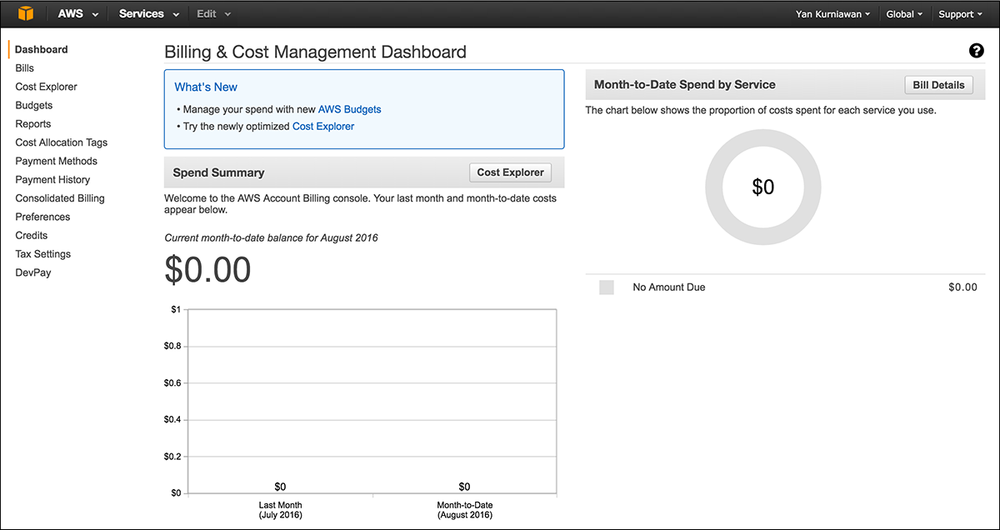 AWS Services Edit Yan Kurniawan Global Support
Dashboard
Bills
Cost Explorer
Budgets
Reports
Cost Allocation Tags
Payment Methods
Payment History
Consolidated Billing
Preferences
Credits
Tax Settings
DevPay
Billing & Cost Management Dashboard
?
What's New
• Manage your spend with new AWS Budgets
• Try the newly optimized Cost Explorer
Spend Summary
Cost Explorer
Welcome to the AWS Account Billing console. Your last month and month-to-date costs
appear below.
Current month-to-date balance for August 2016
$0.00
$1
$0.8
$0.6
$0.4
$0.2
$0
$0 $0
Last Month Month-to-Date
(July 2016) (August 2016)
Month-to-Date Spend by Service
Bill Details
The chart below shows the proportion of costs spent for each service you use.
$0
No Amount Due $0.00